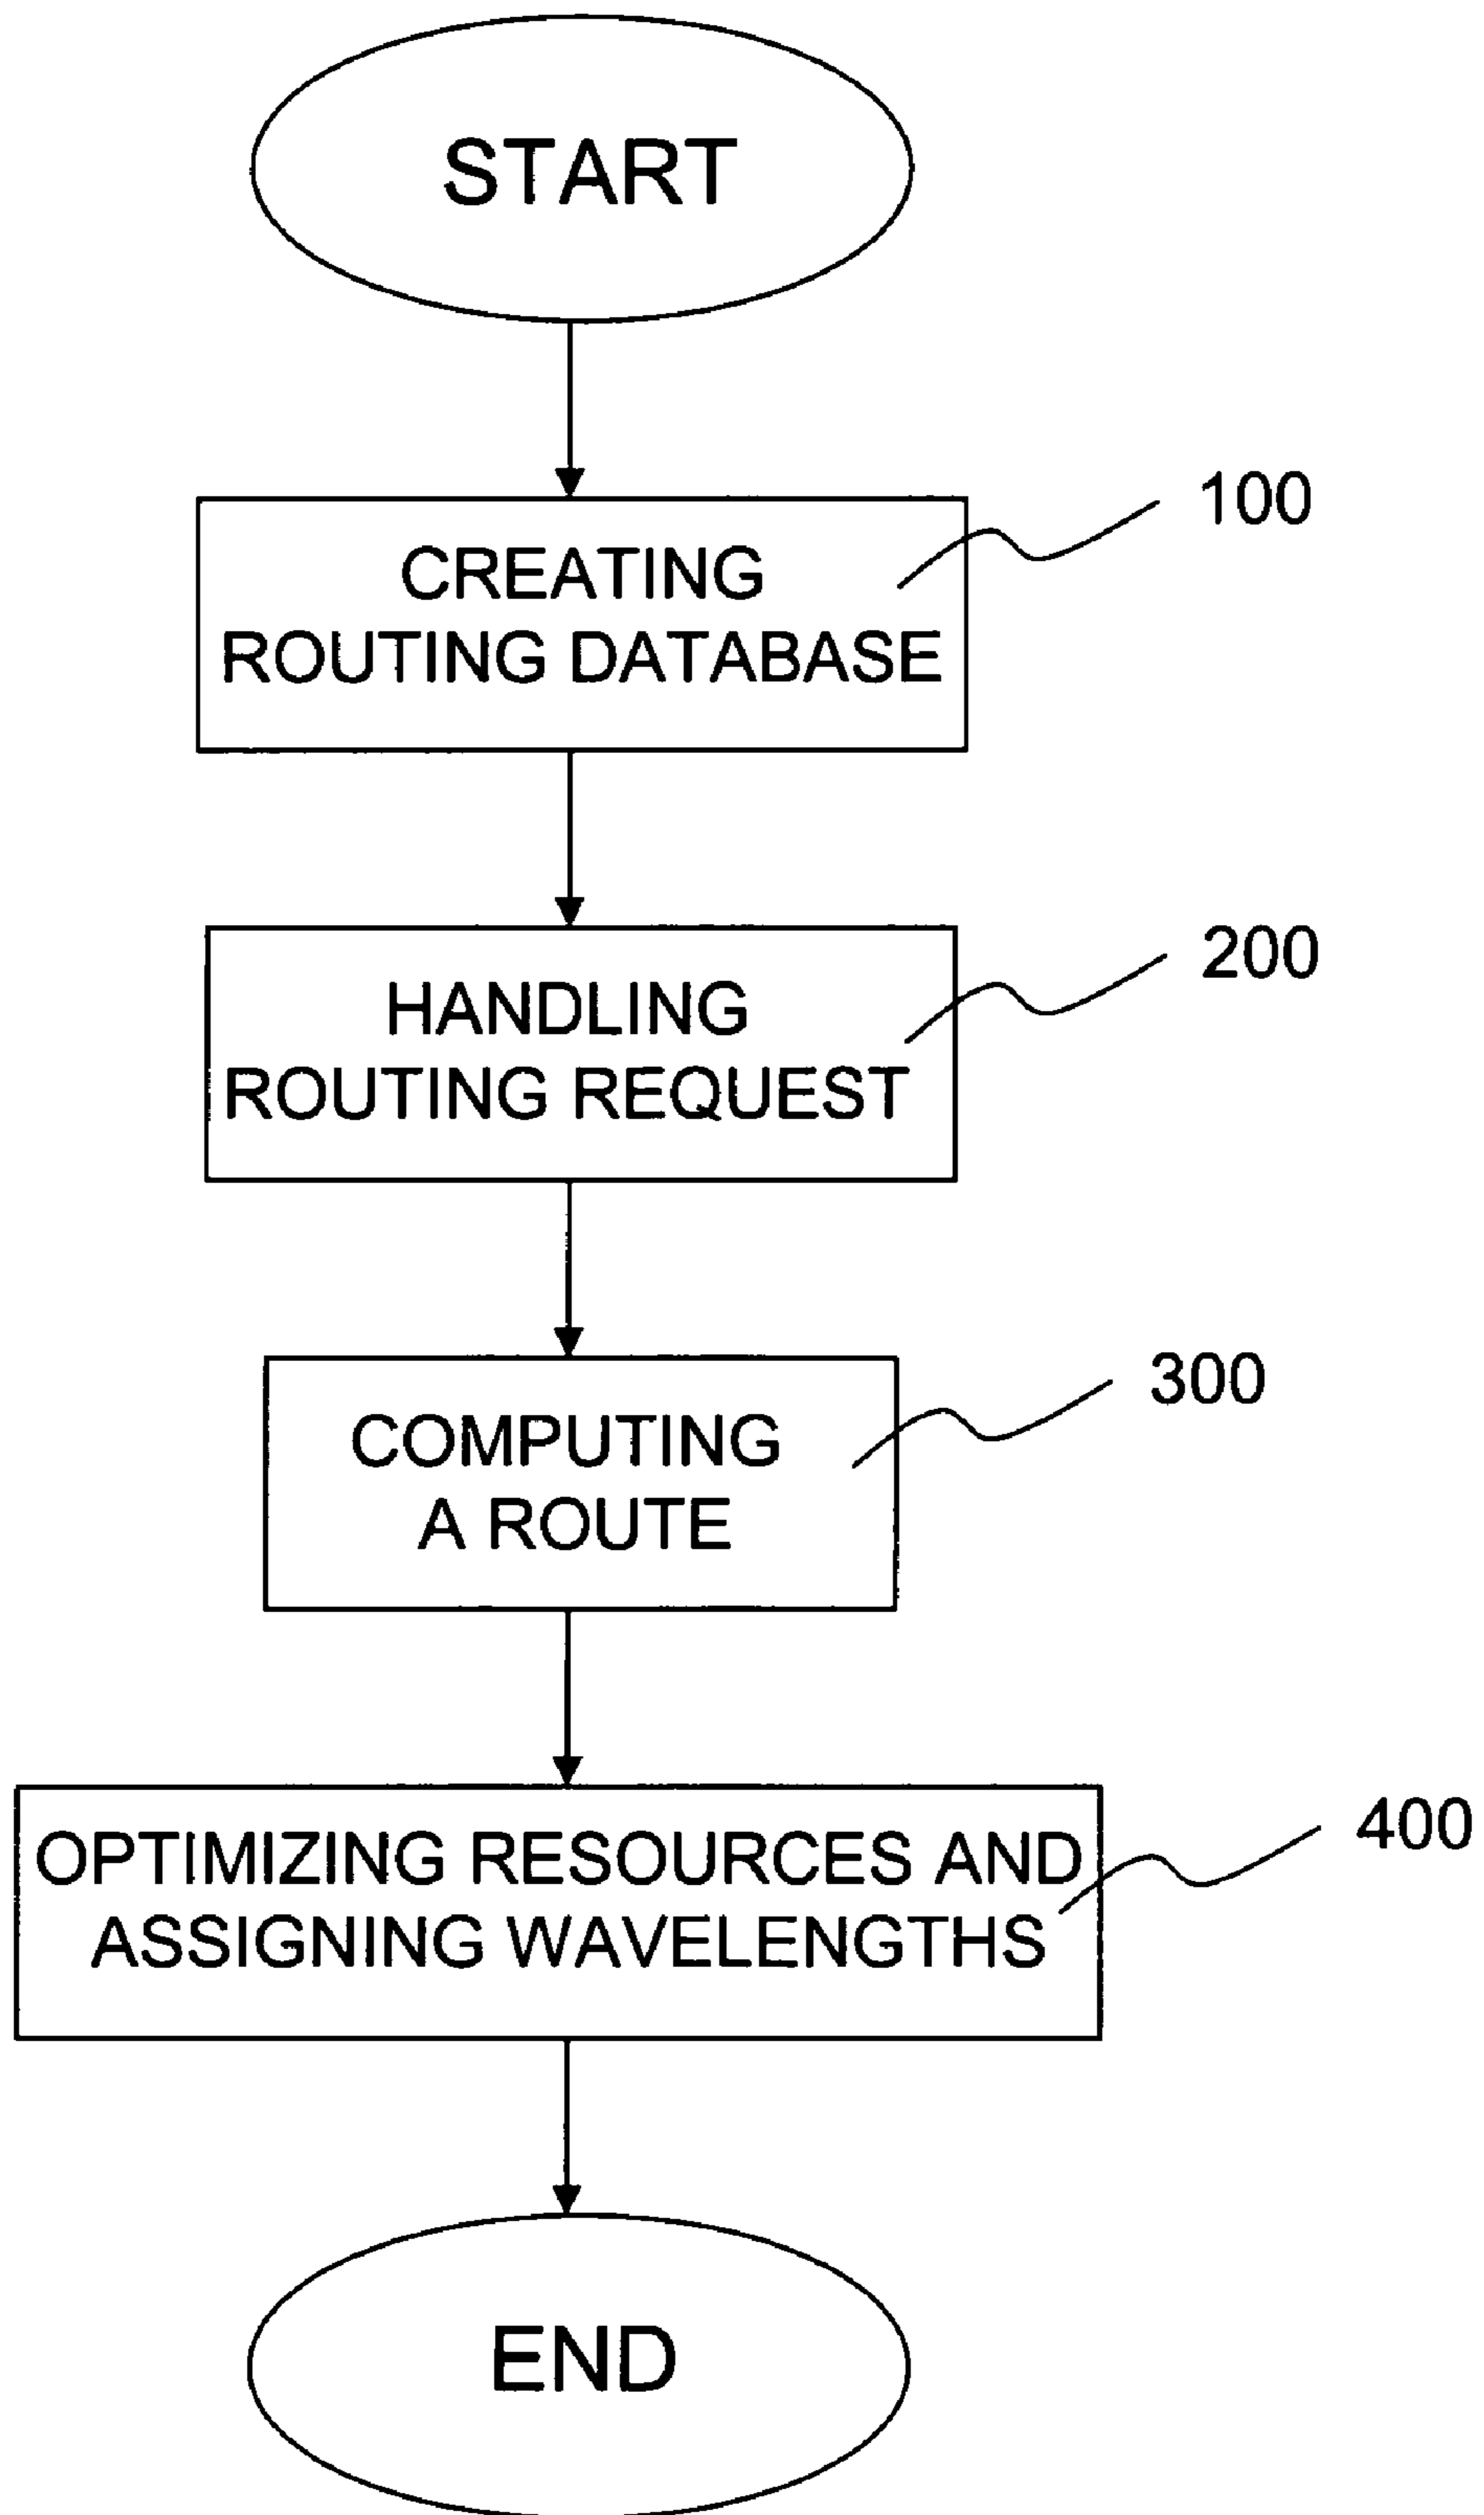 START
100
CREATING
ROUTING DATABASE
200
HANDLING
ROUTING REQUEST
300
COMPUTING
A ROUTE
400
OPTIMIZING RESOURCES AND
ASSIGNING WAVELENGTHS
END